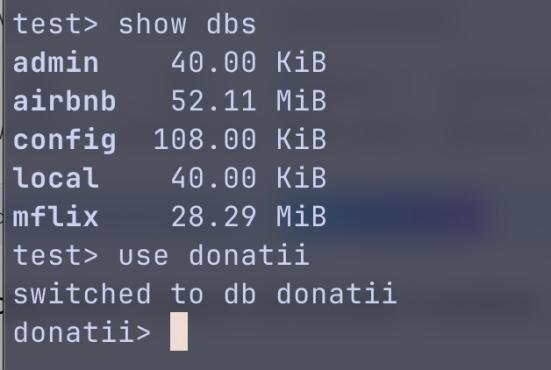 test> show dbs
admin 40.00 KiB
airbnb 52.11 MiB
config 108.00 KiB
local 40.00 KiB
mflix 28.29 MiB
test> use donatii
switched to db donatii
donatii>